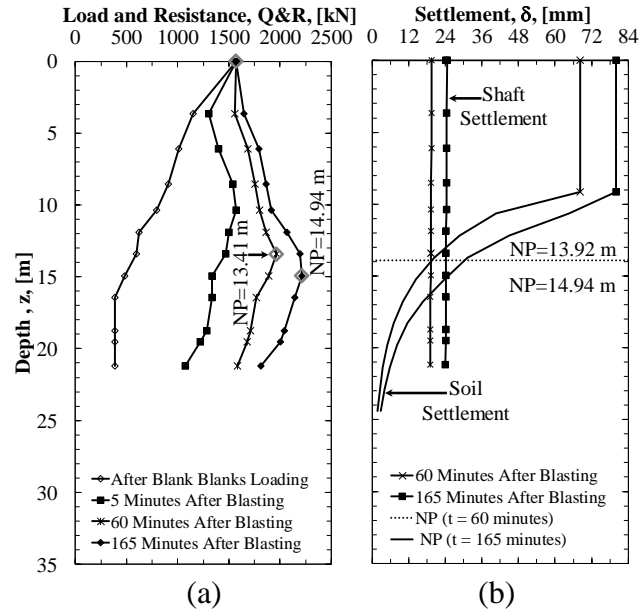 Load and Resistance, Q&R, [kN]
0 500 1000 1500 2000 2500
Depth , z, [m]
0
5
10
15
20
25
30
35
NP=13.41 m
NP=14.94 m
After Blank Blanks Loading
5 Minutes After Blasting
60 Minutes After Blasting
165 Minutes After Blasting
(a)
Settlement, δ, [mm]
0 12 24 36 48 60 72 84
Shaft
Settlement
NP=13.92 m
NP=14.94 m
Soil
Settlement
60 Minutes After Blasting
165 Minutes After Blasting
NP (t = 60 minutes)
NP (t = 165 minutes)
(b)